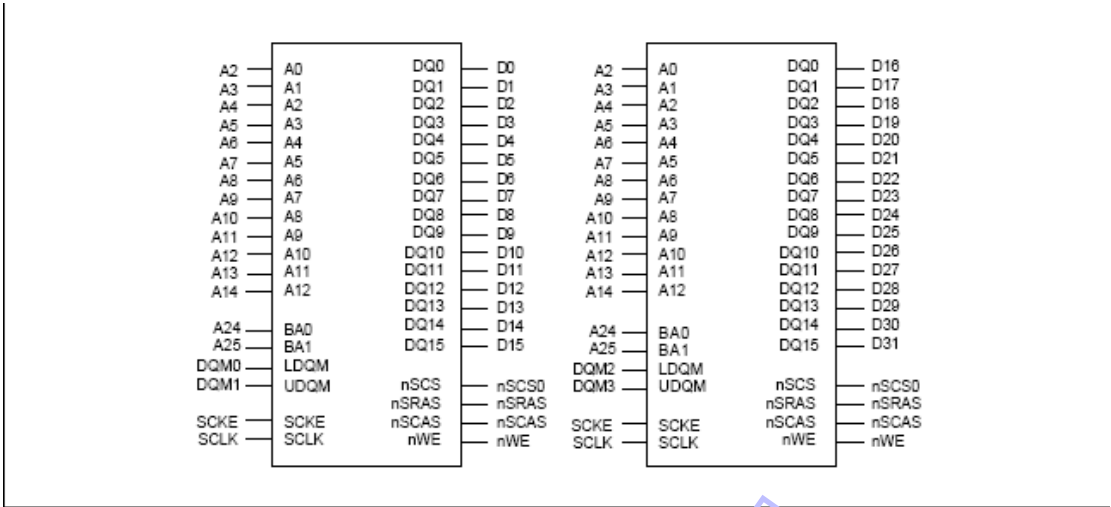 A2 A0 DQ0 D0 A2 A0 DQ0 D16
A3 A1 DQ1 D1 A3 A1 DQ1 D17
A4 A2 DQ2 D2 A4 A2 DQ2 D18
A5 A3 DQ3 D3 A5 A3 DQ3 D19
A6 A4 DQ4 D4 A6 A4 DQ4 D20
A7 A5 DQ5 D5 A7 A5 DQ5 D21
A8 A6 DQ6 D6 A8 A6 DQ6 D22
A9 A7 DQ7 D7 A9 A7 DQ7 D23
A10 A8 DQ8 D8 A10 A8 DQ8 D24
A11 A9 DQ9 D9 A11 A9 DQ9 D25
A12 A10 DQ10 D10 A12 A10 DQ10 D26
A13 A11 DQ11 D11 A13 A11 DQ11 D27
A14 A12 DQ12 D12 A14 A12 DQ12 D28
DQ13 D13 DQ13 D29
A24 BA0 DQ14 D14 A24 BA0 DQ14 D30
A25 BA1 DQ15 D15 A25 BA1 DQ15 D31
DQM0 LDQM DQM2 LDQM
DQM1 UDQM nSCS nSCS0 DQM3 UDQM nSCS nSCS0
nSRAS nSRAS nSRAS nSRAS
SCKE SCKE nSCAS nSCAS SCKE SCKE nSCAS nSCAS
SCLK SCLK nWE nWE SCLK SCLK nWE nWE